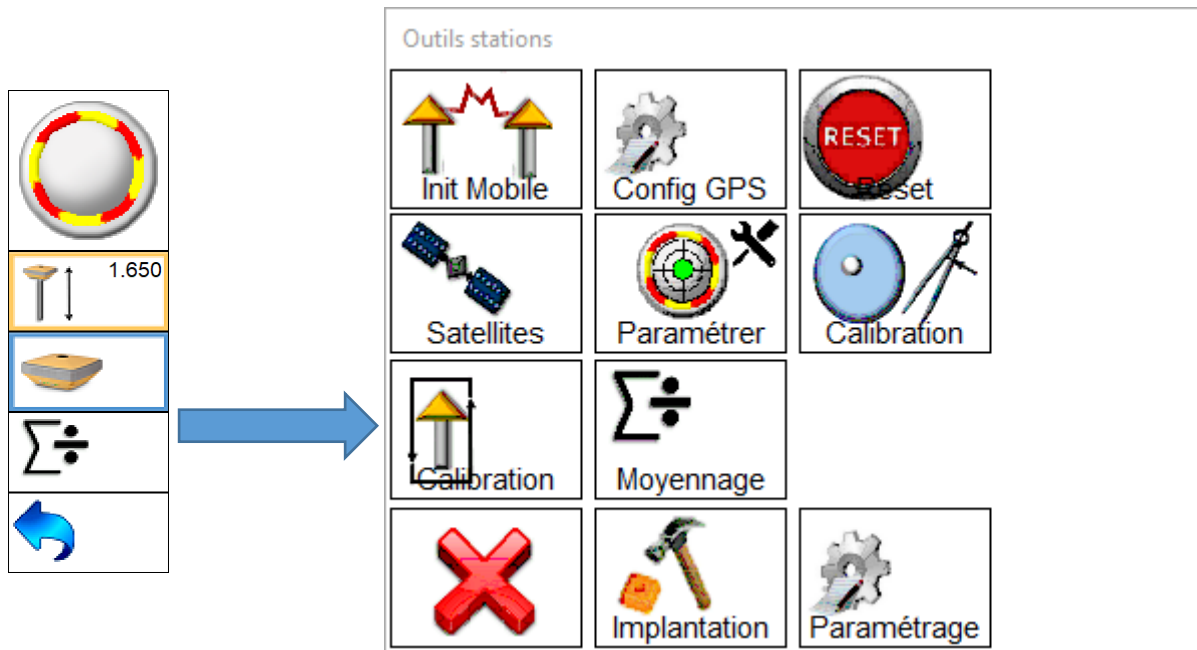 Outils stations
1.650
Init Mobile
Config GPS
RESET
Reset
Satellites
Paramétrer
Calibration
Calibration
Moyennage
Implantation
Paramétrage